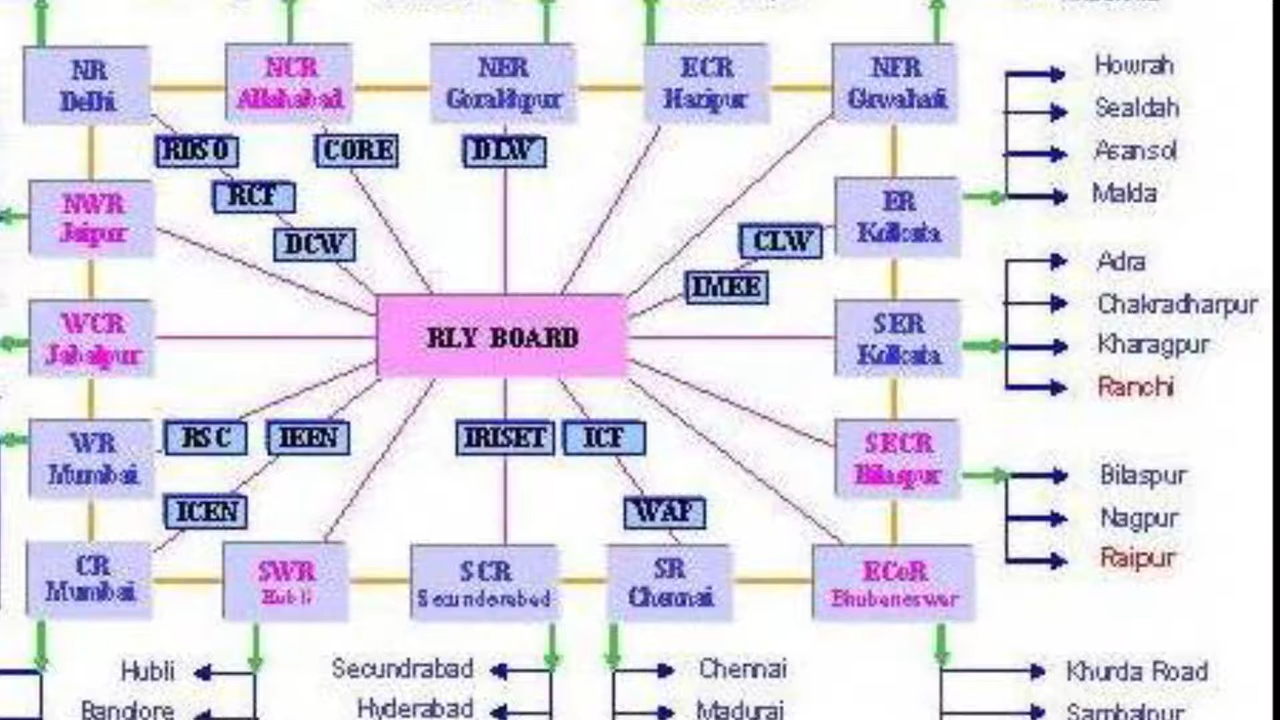 NR
Delhi
NCR
Allahabad
NER
Gorakhpur
ECR
Hazipur
NFR
Guwahati
Howrah
Sealdah
Asansol
Malda
RDSO
CORE
DLW
RCF
DCW
NWR
Jaipur
ER
Kolkata
CLW
IMEE
Adra
Chakradharpur
Kharagpur
Ranchi
WCR
Jabalpur
RLY BOARD
SER
Kolkata
RSC
IEEN
IRISET
ICF
WR
Mumbai
SECR
Bilaspur
Bilaspur
Nagpur
Raipur
ICEN
WAF
CR
Mumbai
SWR
Hubli
SCR
Secunderabad
SR
Chennai
ECoR
Bhubaneswar
Hubli
Banglore
Secundrabad
Hyderabad
Chennai
Madurai
Khurda Road
Sambalpur